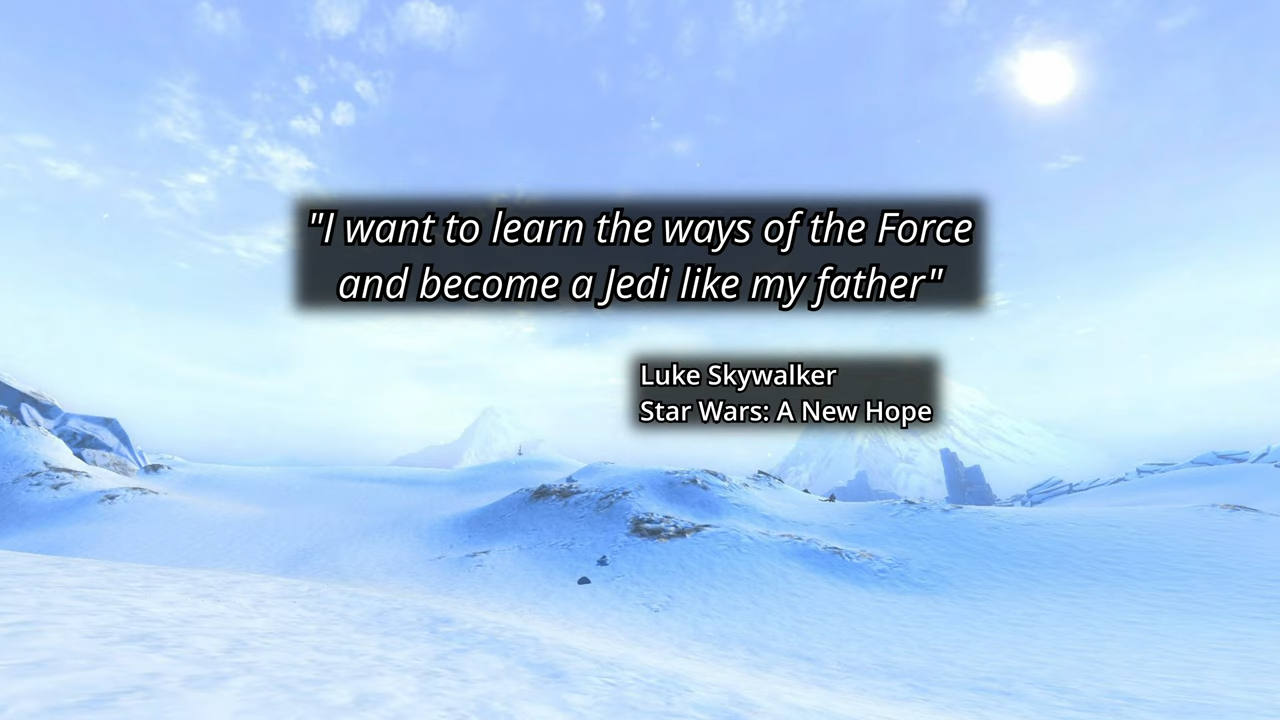 "I want to learn the ways of the Force
and become a Jedi like my father"
Luke Skywalker
Star Wars: A New Hope